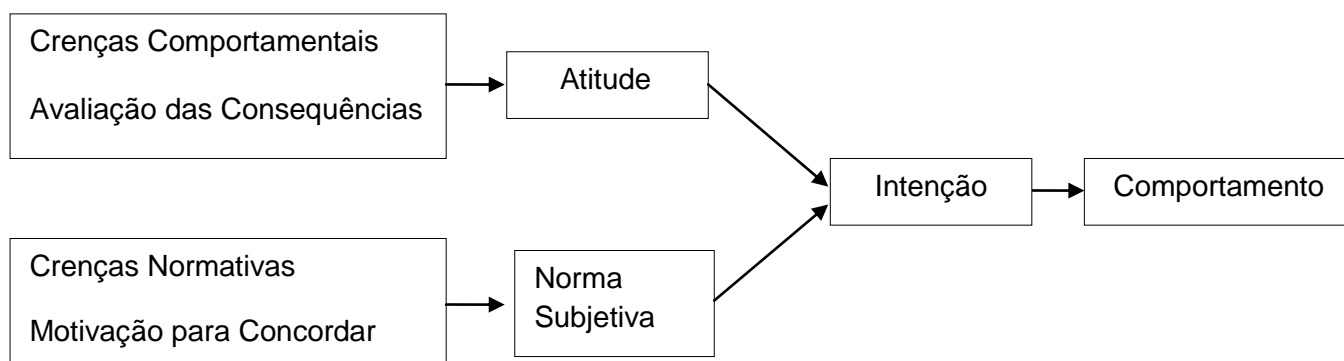 Crenças Comportamentais
Avaliação das Consequências
Atitude
Intenção
Comportamento
Crenças Normativas
Motivação para Concordar
Norma
Subjetiva